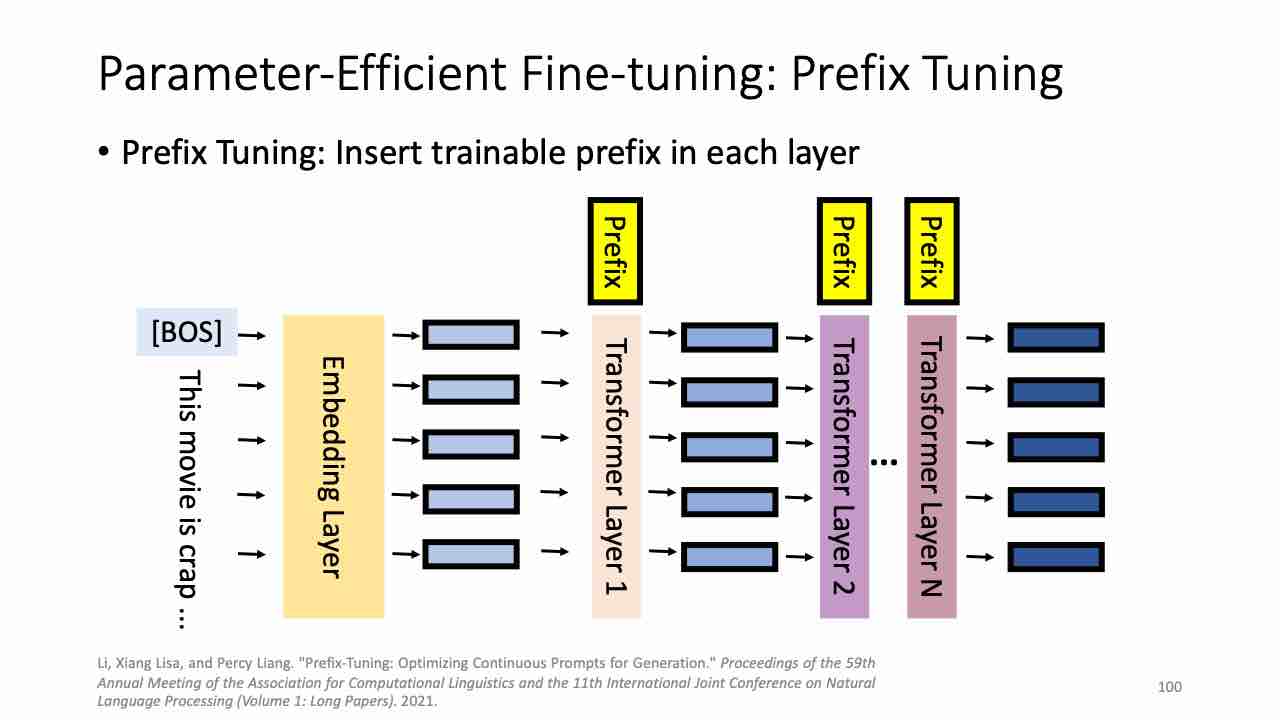 Parameter-Efficient Fine-tuning: Prefix Tuning
• Prefix Tuning: Insert trainable prefix in each layer
Prefix
Prefix
Prefix
[BOS]
This movie is crap ...
Embedding Layer
Transformer Layer 1
Transformer Layer 2
...
Transformer Layer N
Li, Xiang Lisa, and Percy Liang. "Prefix-Tuning: Optimizing Continuous Prompts for Generation." Proceedings of the 59th
Annual Meeting of the Association for Computational Linguistics and the 11th International Joint Conference on Natural
Language Processing (Volume 1: Long Papers). 2021.
100